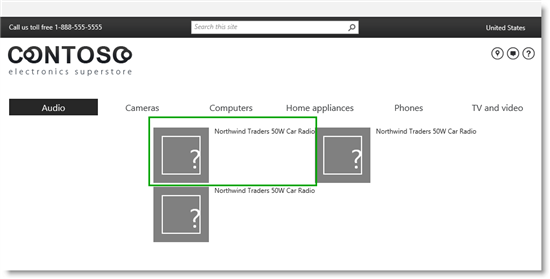 Call us toll free 1-888-555-5555
Search this site
United States
CONTOSO
electronics superstore
?
Audio
Cameras
Computers
Home appliances
Phones
TV and video
?
Northwind Traders 50W Car Radio
?
Northwind Traders 50W Car Radio
?
Northwind Traders 50W Car Radio